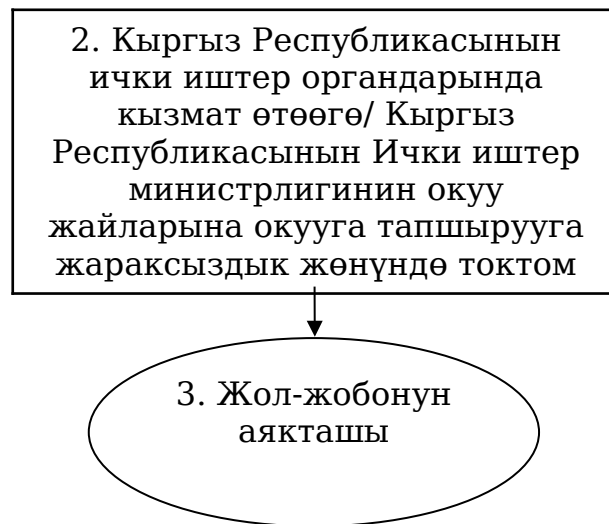 2. Кыргыз Республикасынын
ички иштер органдарында
кызмат өтөөгө/ Кыргыз
Республикасынын Ички иштер
министрлигинин окуу
жайларына окууга тапшырууга
жараксыздык жөнүндө токтом
3. Жол-жобонун
аякташы